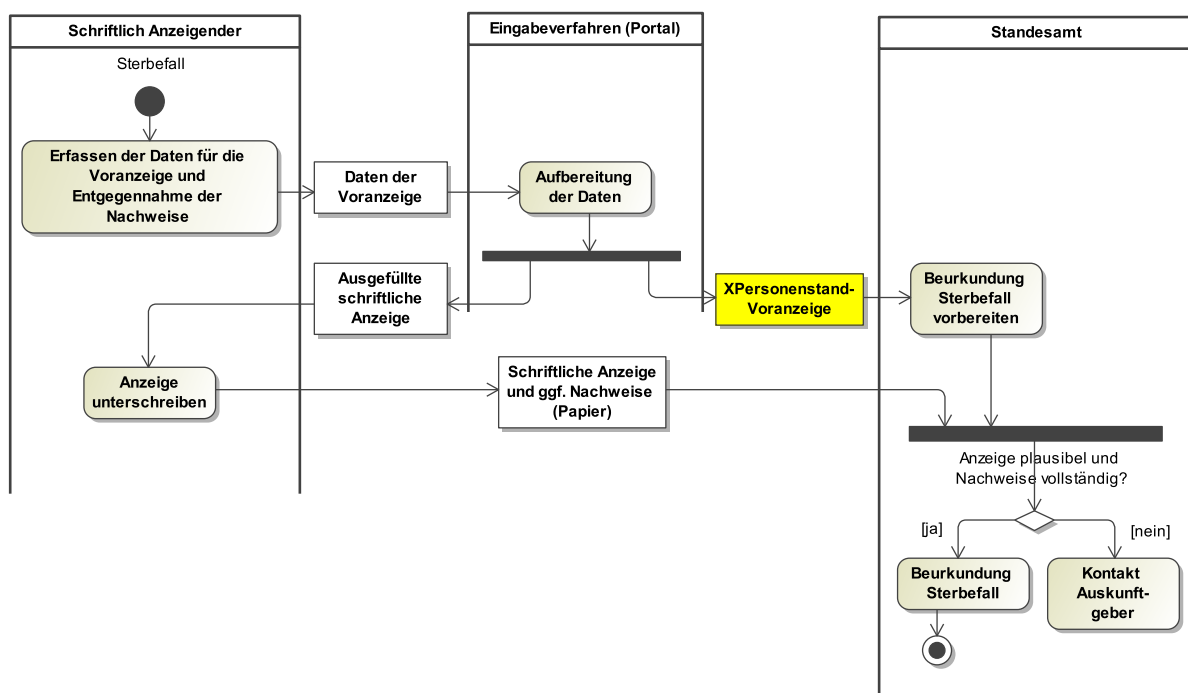 Schriftlich Anzeigender
Eingabeverfahren (Portal)
Standesamt
Sterbefall
Erfassen der Daten für die
Voranzeige und
Entgegennahme der
Nachweise
Daten der
Voranzeige
Aufbereitung
der Daten
Ausgefüllte
schriftliche
Anzeige
XPersonenstand-
Voranzeige
Beurkundung
Sterbefall
vorbereiten
Anzeige
unterschreiben
Schriftliche Anzeige
und ggf. Nachweise
(Papier)
Anzeige plausibel und
Nachweise vollständig?
[ja]
[nein]
Beurkundung
Sterbefall
Kontakt
Auskunft-
geber